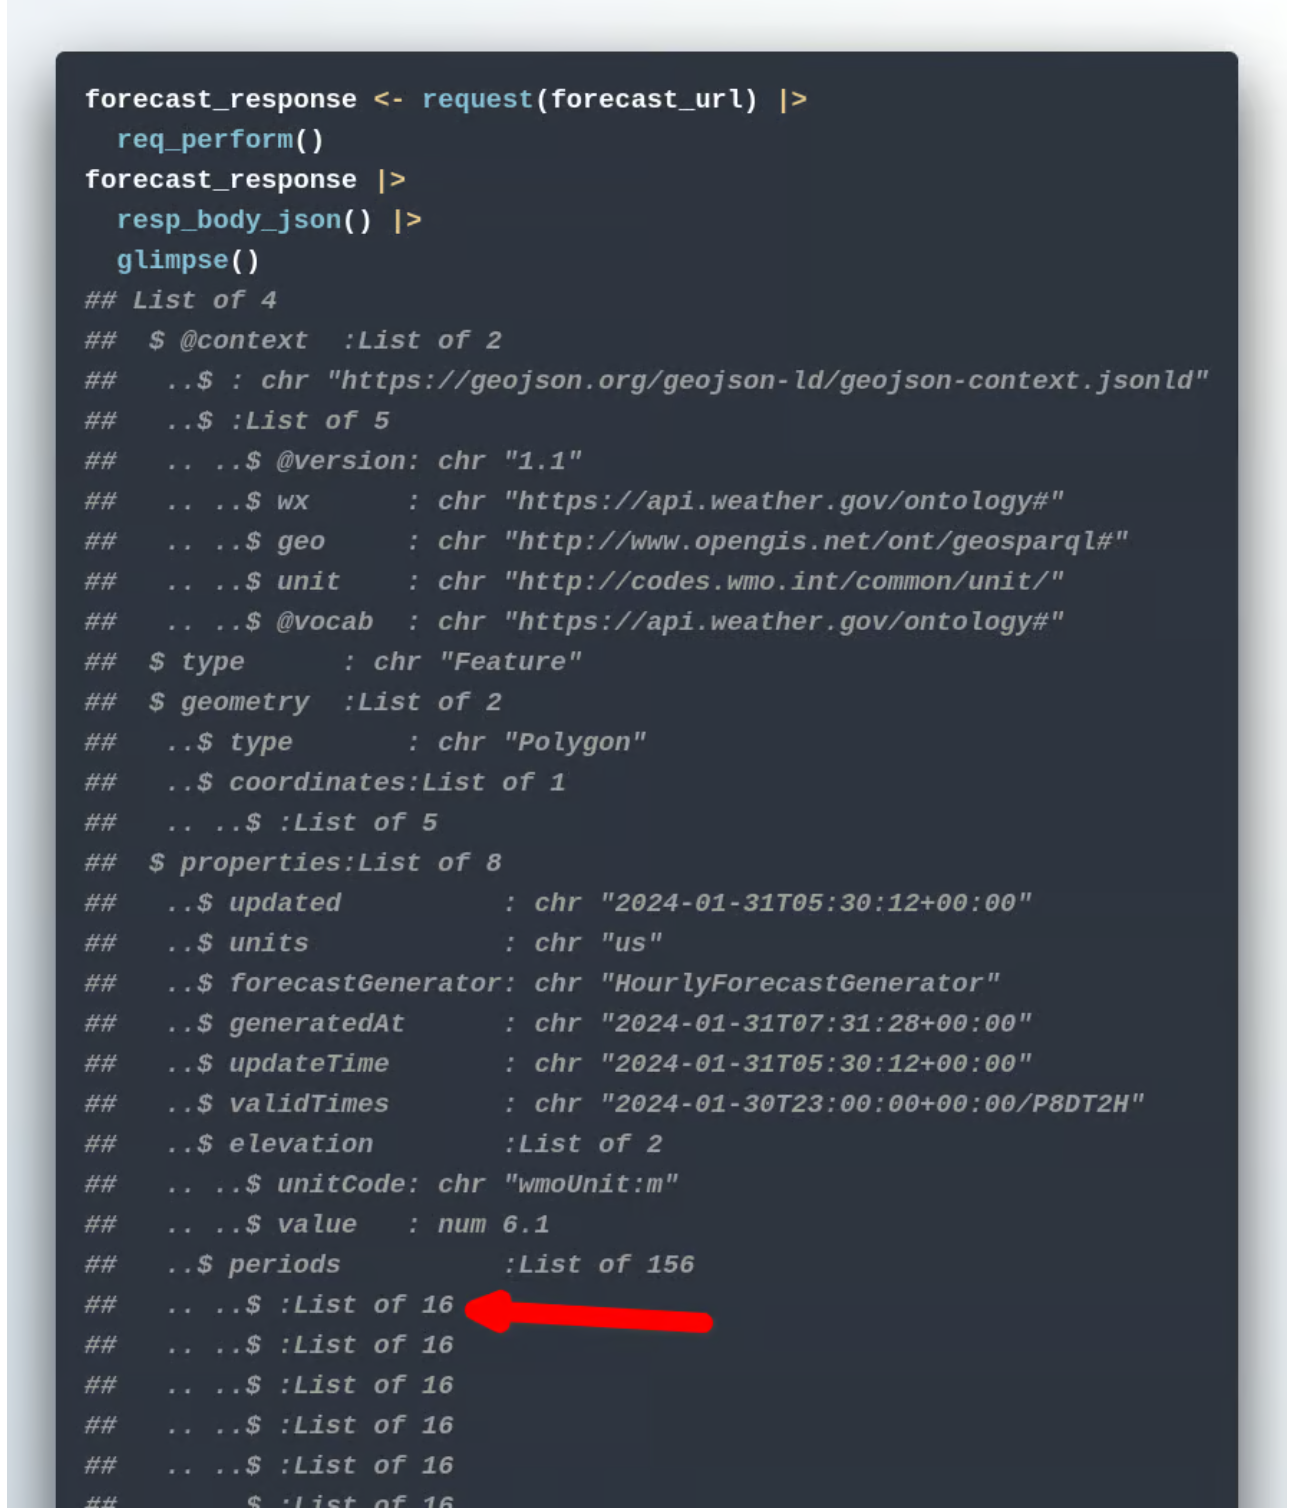 forecast_response <- request(forecast_url) |>
  req_perform()
forecast_response |>
  resp_body_json() |>
  glimpse()
## List of 4
##  $ @context  :List of 2
##   ..$ : chr "https://geojson.org/geojson-ld/geojson-context.jsonld"
##   ..$ :List of 5
##   .. ..$ @version: chr "1.1"
##   .. ..$ wx      : chr "https://api.weather.gov/ontology#"
##   .. ..$ geo     : chr "http://www.opengis.net/ont/geosparql#"
##   .. ..$ unit    : chr "http://codes.wmo.int/common/unit/"
##   .. ..$ @vocab  : chr "https://api.weather.gov/ontology#"
##  $ type      : chr "Feature"
##  $ geometry  :List of 2
##   ..$ type       : chr "Polygon"
##   ..$ coordinates:List of 1
##   .. ..$ :List of 5
##  $ properties:List of 8
##   ..$ updated          : chr "2024-01-31T05:30:12+00:00"
##   ..$ units            : chr "us"
##   ..$ forecastGenerator: chr "HourlyForecastGenerator"
##   ..$ generatedAt      : chr "2024-01-31T07:31:28+00:00"
##   ..$ updateTime       : chr "2024-01-31T05:30:12+00:00"
##   ..$ validTimes       : chr "2024-01-30T23:00:00+00:00/P8DT2H"
##   ..$ elevation        :List of 2
##   .. ..$ unitCode: chr "wmoUnit:m"
##   .. ..$ value   : num 6.1
##   ..$ periods          :List of 156
##   .. ..$ :List of 16
##   .. ..$ :List of 16
##   .. ..$ :List of 16
##   .. ..$ :List of 16
##   .. ..$ :List of 16
##   .. ..$ :List of 16